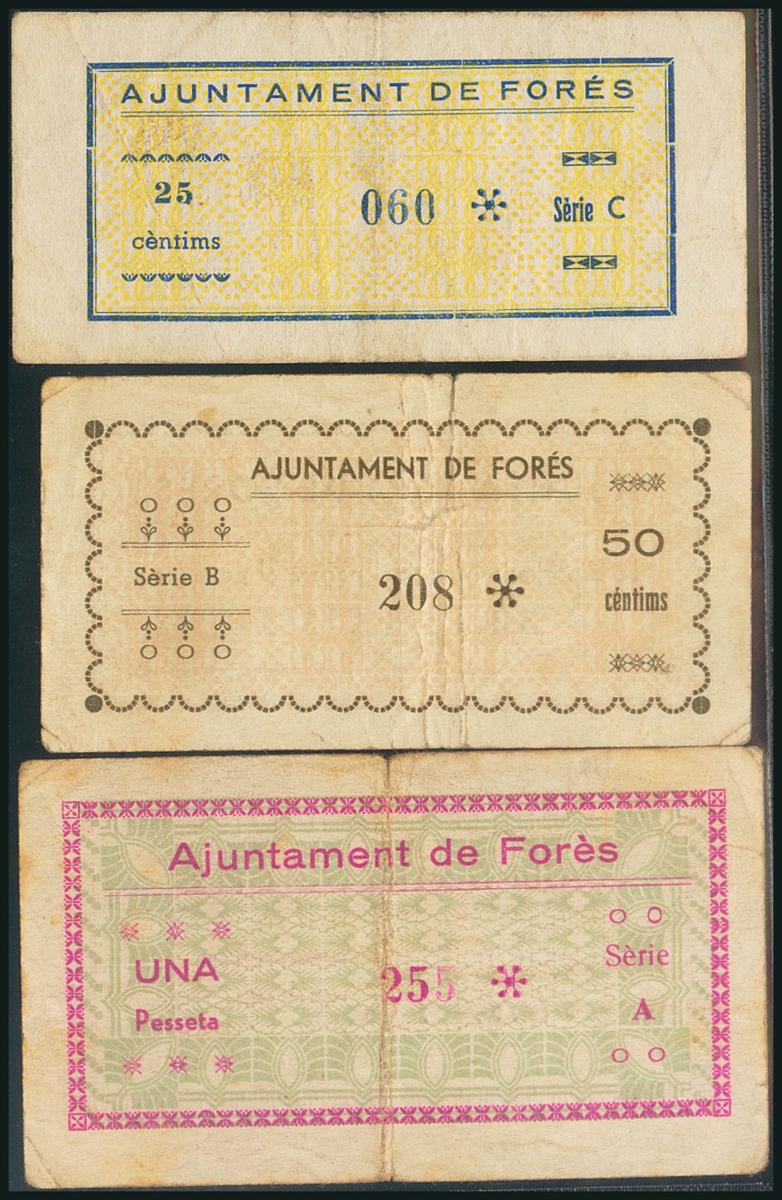 AJUNTAMENT DE FORÉS
25
cèntims
060 *
Sèrie C
AJUNTAMENT DE FORÉS
Sèrie B
208 *
50
céntims
Ajuntament de Forès
UNA
Pesseta
255 *
Sèrie
A